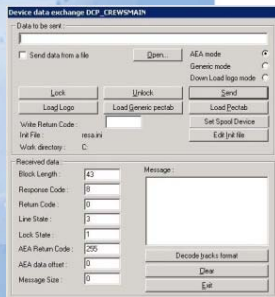 Device data exchange DCP_CREWSMAIN
Data to be sent:
Send data from a file
Open...
AEA mode
Generic mode
Down Load logo mode
Lock
Unlock
Send
Load Logo
Load Generic pectab
Load Pectab
Write Return Code :
Set Spool Device
Init File : resa.ini
Edit Init file
Work directory : C:
Received data
Block Length : 43
Message :
Response Code : 8
Return Code : 0
Line State : 3
Lock State : 1
AEA Return Code : 255
AEA data offset : 0
Message Size : 0
Decode tracks format
Clear
Exit